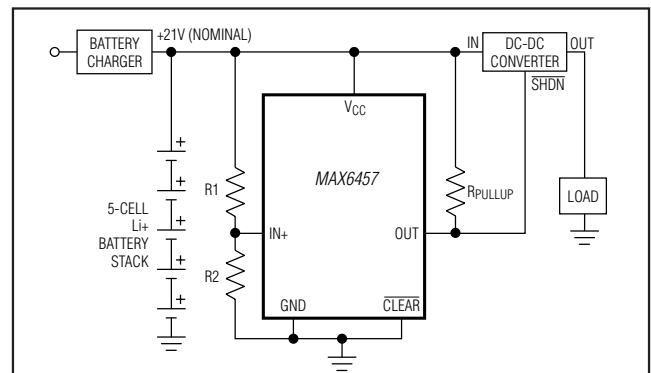 BATTERY
CHARGER
+21V (NOMINAL)
IN
DC-DC
CONVERTER
OUT
SHDN
VCC
MAX6457
R1
RPULLUP
LOAD
5-CELL
Li+
BATTERY
STACK
IN+
OUT
R2
GND
CLEAR
+
+
+
+
+